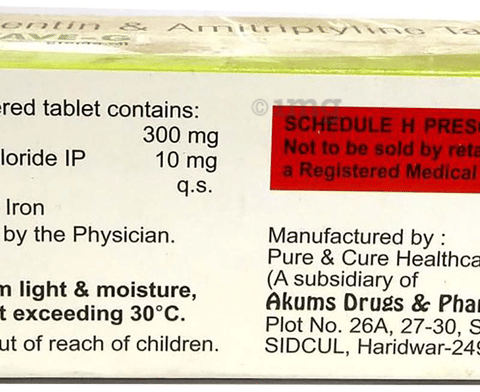 entin & Amitriptyline Ta
AVE-G
ered tablet contains:
300 mg
loride IP 10 mg
q.s.
Iron
by the Physician.
m light & moisture,
t exceeding 30°C.
ut of reach of children.
1mg
SCHEDULE H PRESC
Not to be sold by reta
a Registered Medical
Manufactured by :
Pure & Cure Healthca
(A subsidiary of
Akums Drugs & Phar
Plot No. 26A, 27-30, S
SIDCUL, Haridwar-249